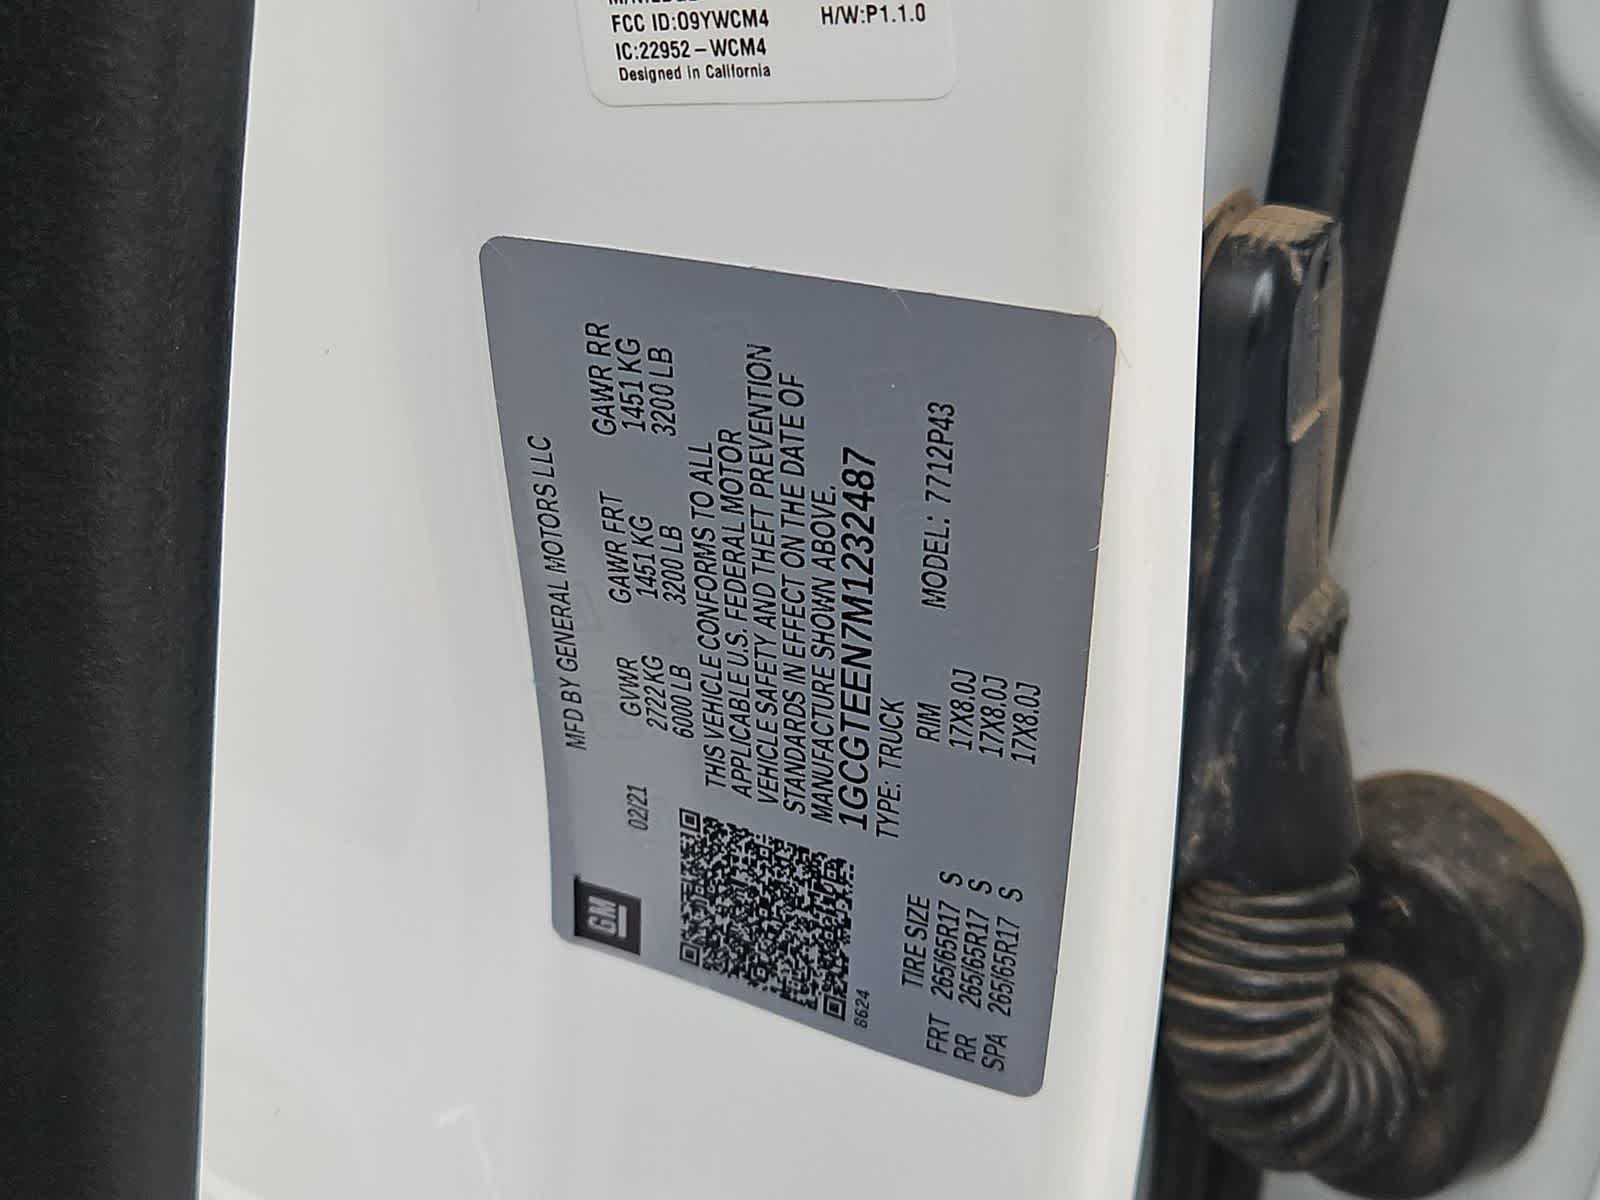 FCC ID:O9YWCM4 H/W:P1.1.0
IC:22952-WCM4
Designed in California
GM
MFD BY GENERAL MOTORS LLC
02/21 GVWR GAWR FRT GAWR RR
2722 KG 1451 KG 1451 KG
6000 LB 3200 LB 3200 LB
THIS VEHICLE CONFORMS TO ALL
APPLICABLE U.S. FEDERAL MOTOR
VEHICLE SAFETY AND THEFT PREVENTION
STANDARDS IN EFFECT ON THE DATE OF
MANUFACTURE SHOWN ABOVE.
1GCGTEEN7M1232487
8624 TYPE: TRUCK MODEL: 7712P43
TIRE SIZE RIM
FRT 265/65R17 S 17X8.0J
RR 265/65R17 S 17X8.0J
SPA 265/65R17 S 17X8.0J